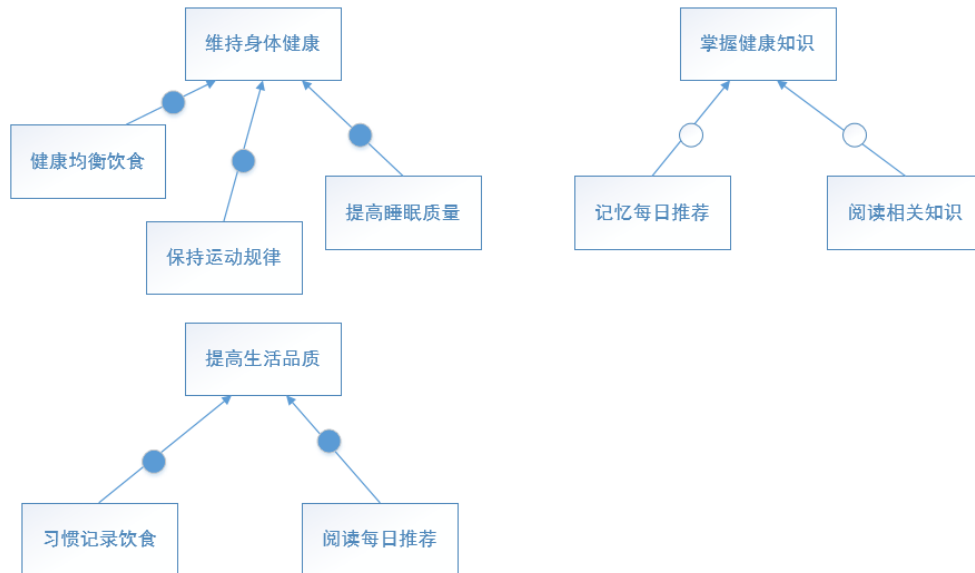 维持身体健康
掌握健康知识
健康均衡饮食
保持运动规律
提高睡眠质量
记忆每日推荐
阅读相关知识
提高生活品质
习惯记录饮食
阅读每日推荐